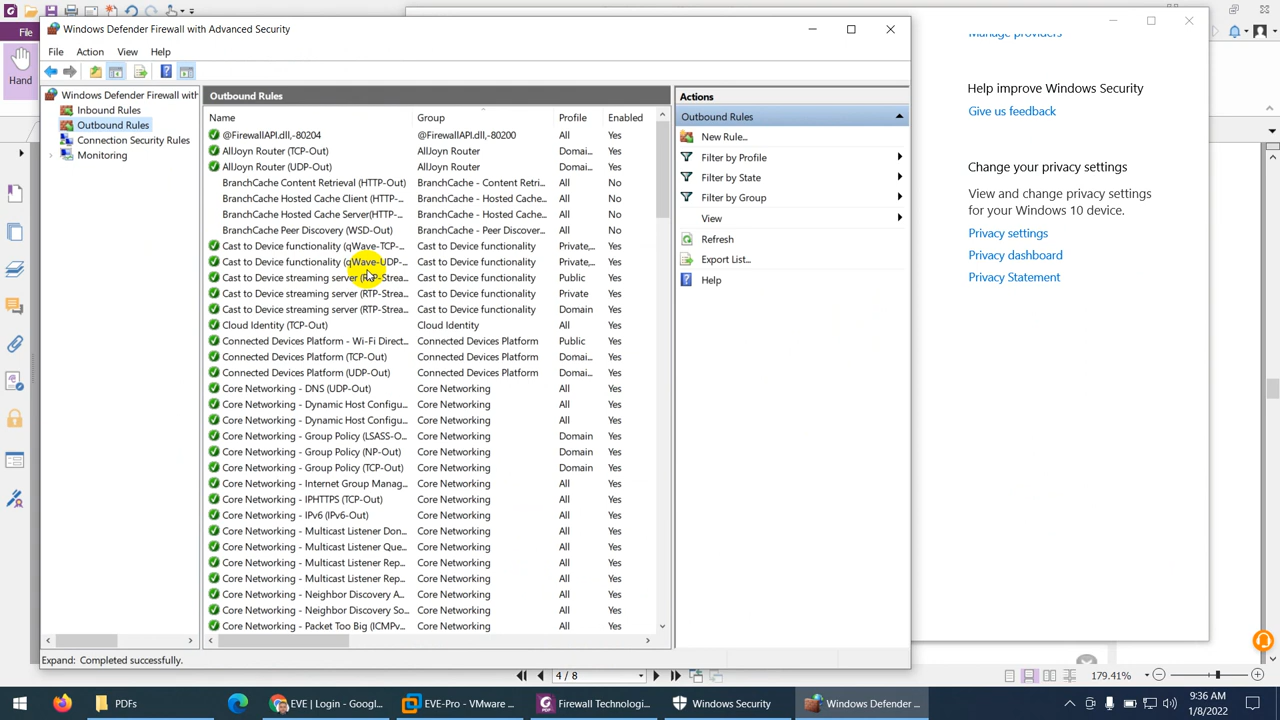 Windows Defender Firewall with Advanced Security
File
Action
View
Help
Windows Defender Firewall with
Inbound Rules
Outbound Rules
Connection Security Rules
Monitoring
Outbound Rules
Name Group Profile Enabled
@FirewallAPI.dll,-80204 @FirewallAPI.dll,-80200 All Yes
AllJoyn Router (TCP-Out) AllJoyn Router Domai... Yes
AllJoyn Router (UDP-Out) AllJoyn Router Domai... Yes
BranchCache Content Retrieval (HTTP-Out) BranchCache - Content Retri... All No
BranchCache Hosted Cache Client (HTTP-... BranchCache - Hosted Cache... All No
BranchCache Hosted Cache Server(HTTP-... BranchCache - Hosted Cache... All No
BranchCache Peer Discovery (WSD-Out) BranchCache - Peer Discover... All No
Cast to Device functionality (qWave-TCP-... Cast to Device functionality Private,... Yes
Cast to Device functionality (qWave-UDP-... Cast to Device functionality Private,... Yes
Cast to Device streaming server (RTP-Strea... Cast to Device functionality Public Yes
Cast to Device streaming server (RTP-Strea... Cast to Device functionality Private Yes
Cast to Device streaming server (RTP-Strea... Cast to Device functionality Domain Yes
Cloud Identity (TCP-Out) Cloud Identity All Yes
Connected Devices Platform - Wi-Fi Direct... Connected Devices Platform Public Yes
Connected Devices Platform (TCP-Out) Connected Devices Platform Domai... Yes
Connected Devices Platform (UDP-Out) Connected Devices Platform Domai... Yes
Core Networking - DNS (UDP-Out) Core Networking All Yes
Core Networking - Dynamic Host Configu... Core Networking All Yes
Core Networking - Dynamic Host Configu... Core Networking All Yes
Core Networking - Group Policy (LSASS-O... Core Networking Domain Yes
Core Networking - Group Policy (NP-Out) Core Networking Domain Yes
Core Networking - Group Policy (TCP-Out) Core Networking Domain Yes
Core Networking - Internet Group Manag... Core Networking All Yes
Core Networking - IPHTTPS (TCP-Out) Core Networking All Yes
Core Networking - IPv6 (IPv6-Out) Core Networking All Yes
Core Networking - Multicast Listener Don... Core Networking All Yes
Core Networking - Multicast Listener Que... Core Networking All Yes
Core Networking - Multicast Listener Rep... Core Networking All Yes
Core Networking - Multicast Listener Rep... Core Networking All Yes
Core Networking - Neighbor Discovery A... Core Networking All Yes
Core Networking - Neighbor Discovery So... Core Networking All Yes
Core Networking - Packet Too Big (ICMPv... Core Networking All Yes
Actions
Outbound Rules
New Rule...
Filter by Profile
Filter by State
Filter by Group
View
Refresh
Export List...
Help
Expand: Completed successfully.
File
Hand
Manage providers
Help improve Windows Security
Give us feedback
Change your privacy settings
View and change privacy settings
for your Windows 10 device.
Privacy settings
Privacy dashboard
Privacy Statement
4 / 8
179.41%
PDFs
EVE | Login - Googl...
EVE-Pro - VMware ...
Firewall Technologi...
Windows Security
Windows Defender ...
9:36 AM
1/8/2022